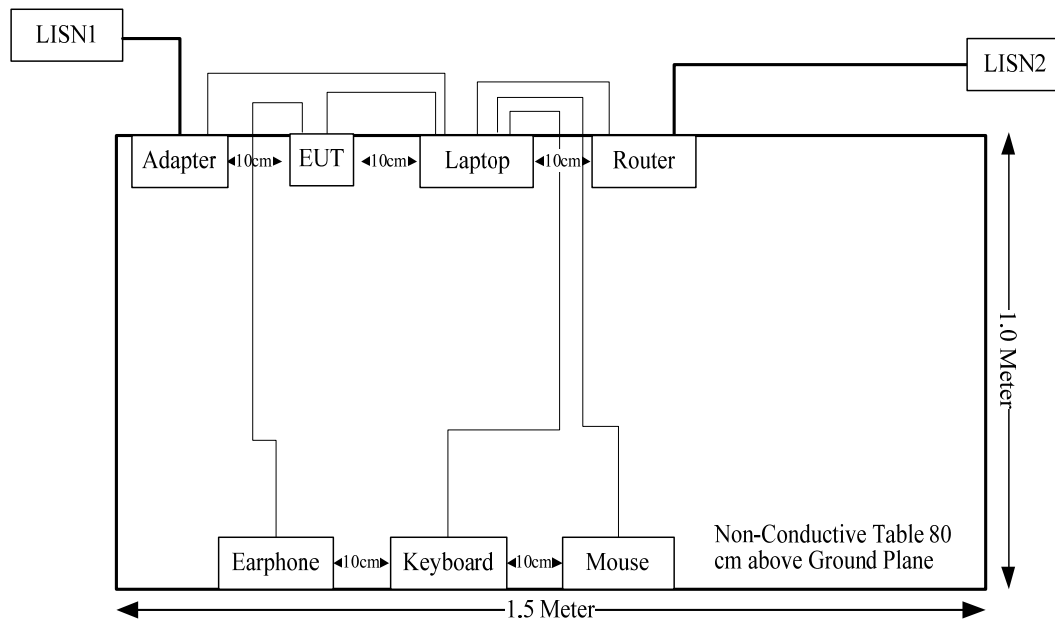 LISN1
LISN2
Adapter
10cm
EUT
10cm
Laptop
10cm
Router
1.0 Meter
Earphone
10cm
Keyboard
10cm
Mouse
Non-Conductive Table 80
cm above Ground Plane
1.5 Meter